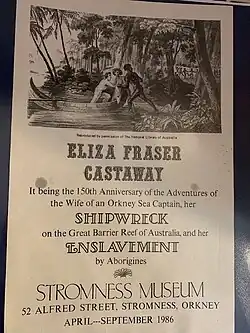 Reproduced by permission of The National Library of Australia
ELIZA FRASER
CASTAWAY
It being the 150th Anniversary of the Adventures of
the Wife of an Orkney Sea Captain, her
SHIPWRECK
on the Great Barrier Reef of Australia, and her
ENSLAVEMENT
by Aborigines
STROMNESS MUSEUM
52 ALFRED STREET, STROMNESS, ORKNEY
APRIL---SEPTEMBER 1986